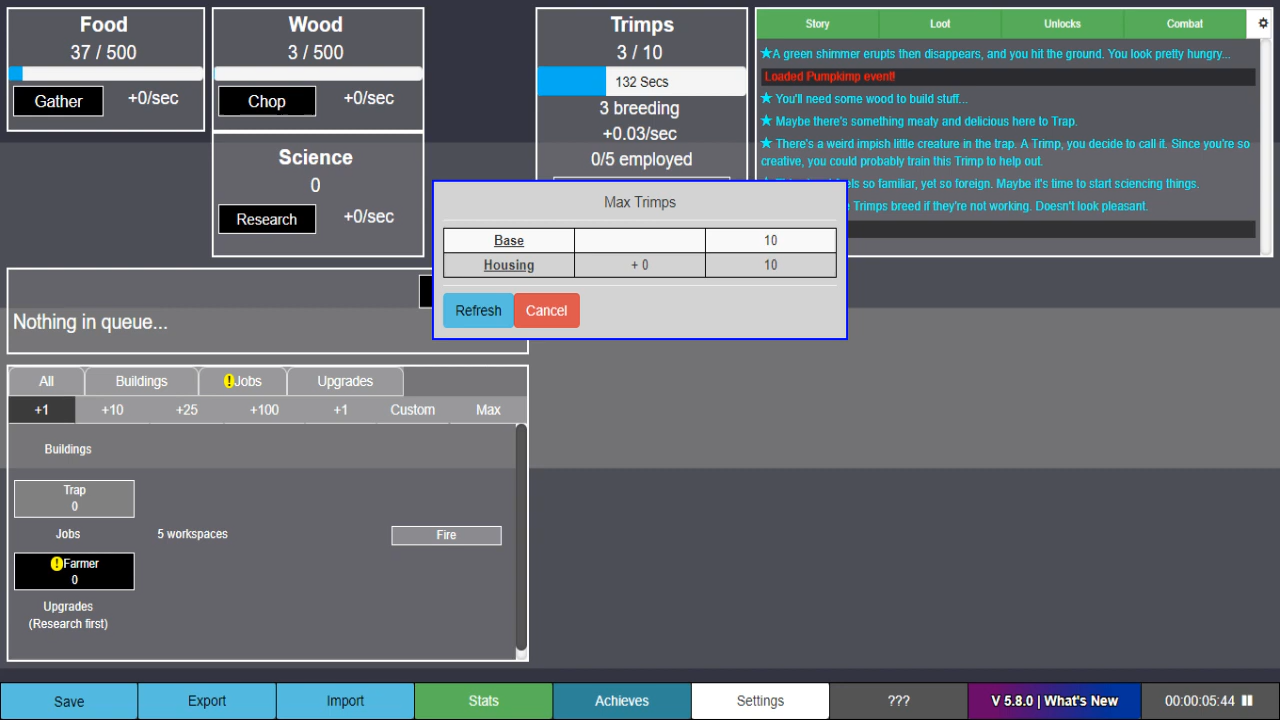 Food
37 / 500
Gather
+0/sec
Wood
3 / 500
Chop
+0/sec
Science
0
Research
+0/sec
Trimps
3 / 10
132 Secs
3 breeding
+0.03/sec
0/5 employed
Story
Loot
Unlocks
Combat
A green shimmer erupts then disappears, and you hit the ground. You look pretty hungry...
Loaded Pumpkimp event!
You'll need some wood to build stuff...
Maybe there's something meaty and delicious here to Trap.
There's a weird impish little creature in the trap. A Trimp, you decide to call it. Since you're so
creative, you could probably train this Trimp to help out.
so familiar, yet so foreign. Maybe it's time to start sciencing things.
Trimps breed if they're not working. Doesn't look pleasant.
Max Trimps
Base 10
Housing + 0 10
Refresh
Cancel
Nothing in queue...
All
Buildings
!Jobs
Upgrades
+1
+10
+25
+100
+1
Custom
Max
Buildings
Trap
0
Jobs
5 workspaces
Fire
!Farmer
0
Upgrades
(Research first)
Save
Export
Import
Stats
Achieves
Settings
???
V 5.8.0 | What's New
00:00:05:44